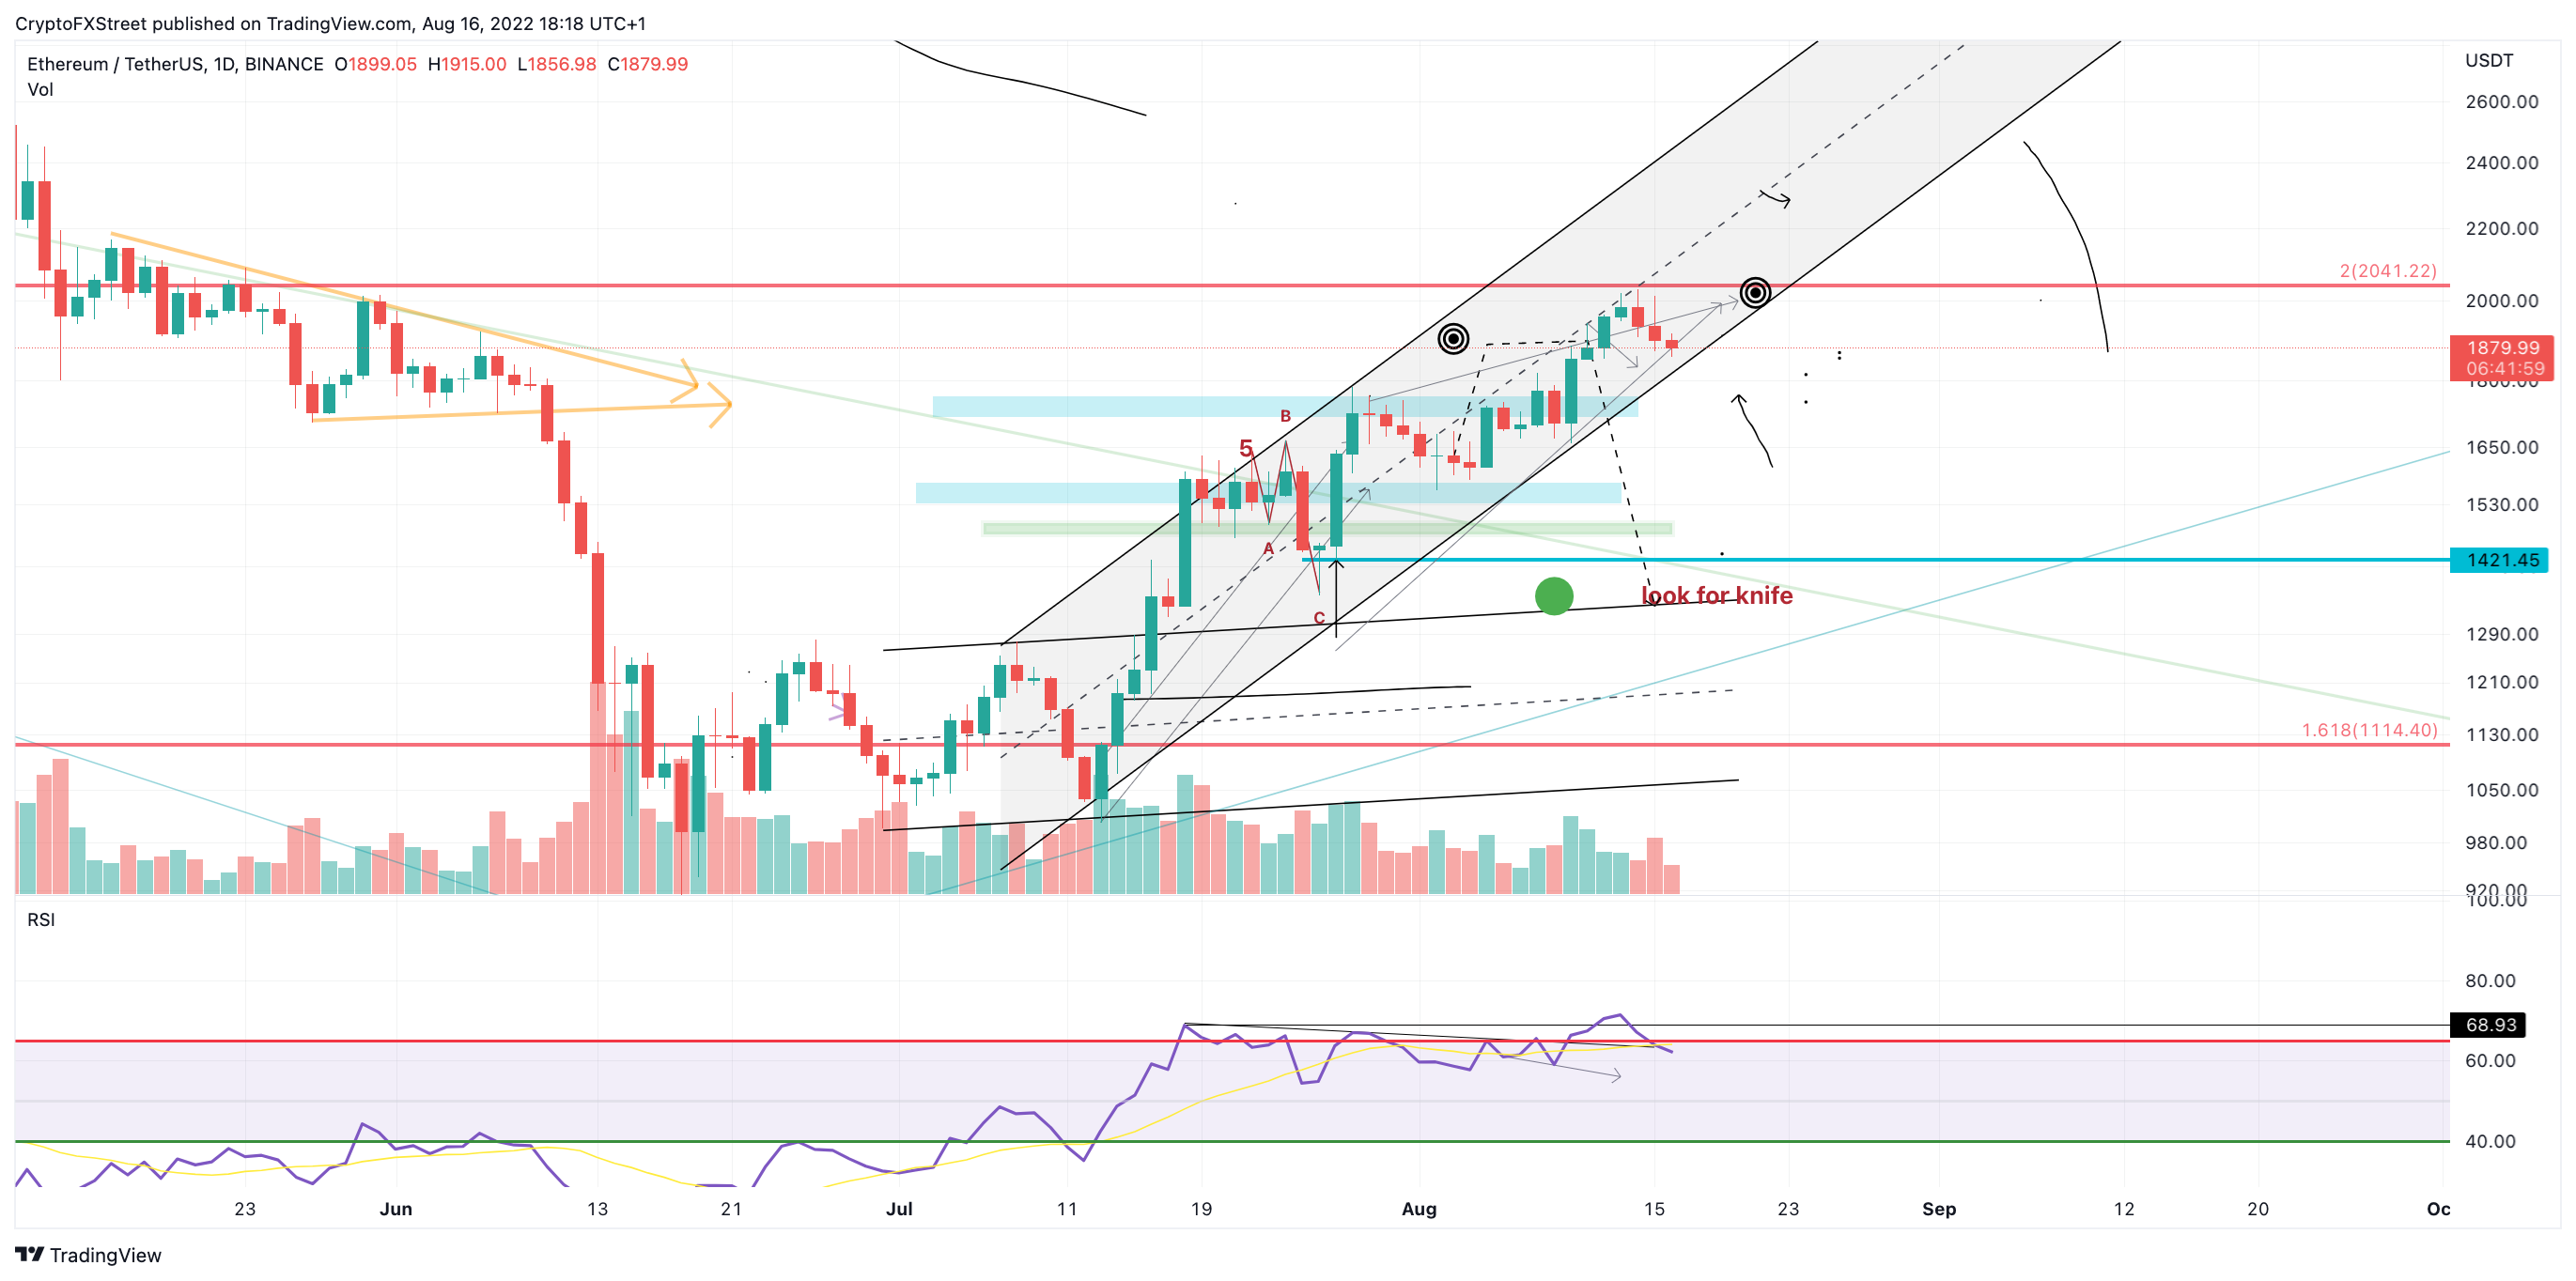 CryptoFXStreet published on TradingView.com, Aug 16, 2022 18:18 UTC+1
Ethereum / TetherUS, 1D, BINANCE O1899.05 H1915.00 L1856.98 C1879.99
Vol
USDT
2600.00
2400.00
2200.00
2(2041.22)
2000.00
1879.99
06:41:59
1800.00
B
5
1650.00
1530.00
A
1421.45
look for knife
C
1290.00
1210.00
1.618(1114.40)
1130.00
1050.00
980.00
920.00
100.00
RSI
80.00
68.93
60.00
40.00
23 Jun 13 21 Jul 11 19 Aug 15 23 Sep 12 20 Oc
TradingView